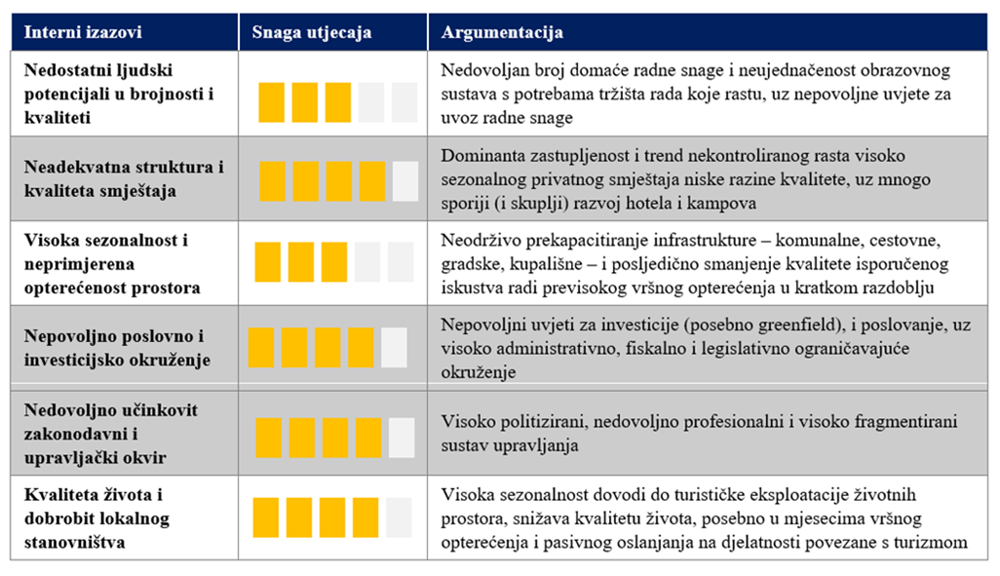 Interni izazovi
Snaga utjecaja
Argumentacija
Nedostatni ljudski
potencijali u brojnosti i
kvaliteti
Nedovoljan broj domaće radne snage i neujednačenost obrazovnog
sustava s potrebama tržišta rada koje rastu, uz nepovoljne uvjete za
uvoz radne snage
Neadekvatna struktura i
kvaliteta smještaja
Dominanta zastupljenost i trend nekontroliranog rasta visoko
sezonalnog privatnog smještaja niske razine kvalitete, uz mnogo
sporiji (i skuplji) razvoj hotela i kampova
Visoka sezonalnost i
neprimjerena
opterećenost prostora
Neodrživo prekapacitiranje infrastrukture – komunalne, cestovne,
gradske, kupališne – i posljedično smanjenje kvalitete isporučenog
iskustva radi previsokog vršnog opterećenja u kratkom razdoblju
Nepovoljno poslovno i
investicijsko okruženje
Nepovoljni uvjeti za investicije (posebno greenfield), i poslovanje, uz
visoko administrativno, fiskalno i legislativno ograničavajuće
okruženje
Nedovoljno učinkovit
zakonodavni i
upravljački okvir
Visoko politizirani, nedovoljno profesionalni i visoko fragmentirani
sustav upravljanja
Kvaliteta života i
dobrobit lokalnog
stanovništva
Visoka sezonalnost dovodi do turističke eksploatacije životnih
prostora, snižava kvalitetu života, posebno u mjesecima vršnog
opterećenja i pasivnog oslanjanja na djelatnosti povezane s turizmom